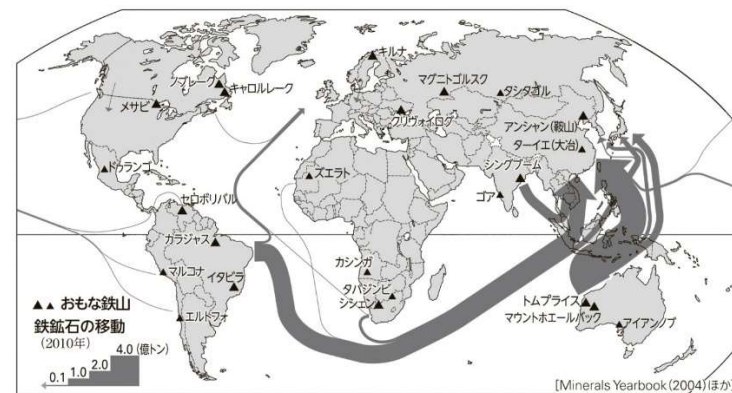 キルナ
ノブレーク
キャロルレーク
メサビ
マグニトゴルスク
タシタゴル
クリヴォイログ
アンシャン(鞍山)
ターイエ(大冶)
シングブーム
ドゥランゴ
ズエラト
ゴア
セロボリバル
カラジャス
カシンガ
マルコナ
イタビラ
タバジンビ
シシェン
トムプライス
マウントホエールバック
エルトフォ
アイアンノブ
▲▲おもな鉄山
鉄鉱石の移動
(2010年)
4.0(億トン)
2.0
1.0
0.1
[Minerals Yearbook(2004)ほか]